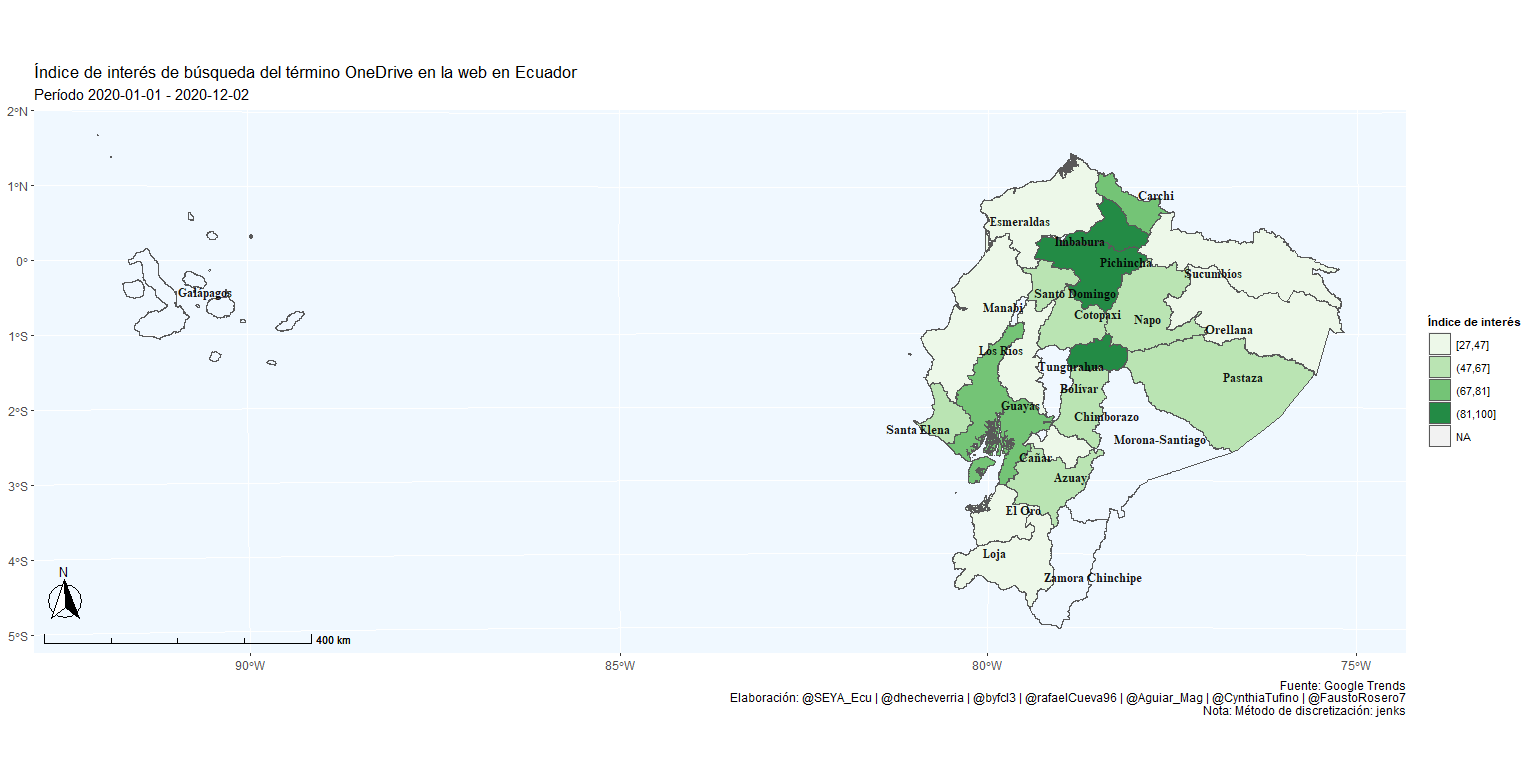 Índice de interés de búsqueda del término OneDrive en la web en Ecuador
Período 2020-01-01 - 2020-12-02
2°N
1°N
0°
1°S
2°S
3°S
4°S
5°S
90°W
85°W
80°W
75°W
Galápagos
Carchi
Esmeraldas
Imbabura
Pichincha
Sucumbíos
Santo Domingo
Manabí
Cotopaxi
Napo
Orellana
Los Ríos
Tungurahua
Pastaza
Bolívar
Guayas
Chimborazo
Santa Elena
Morona-Santiago
Cañar
Azuay
El Oro
Loja
Zamora Chinchipe
N
400 km
Índice de interés
[27,47]
(47,67]
(67,81]
(81,100]
NA
Fuente: Google Trends
Elaboración: @SEYA_Ecu | @dhecheverria | @byfcl3 | @rafaelCueva96 | @Aguiar_Mag | @CynthiaTufino | @FaustoRosero7
Nota: Método de discretización: jenks